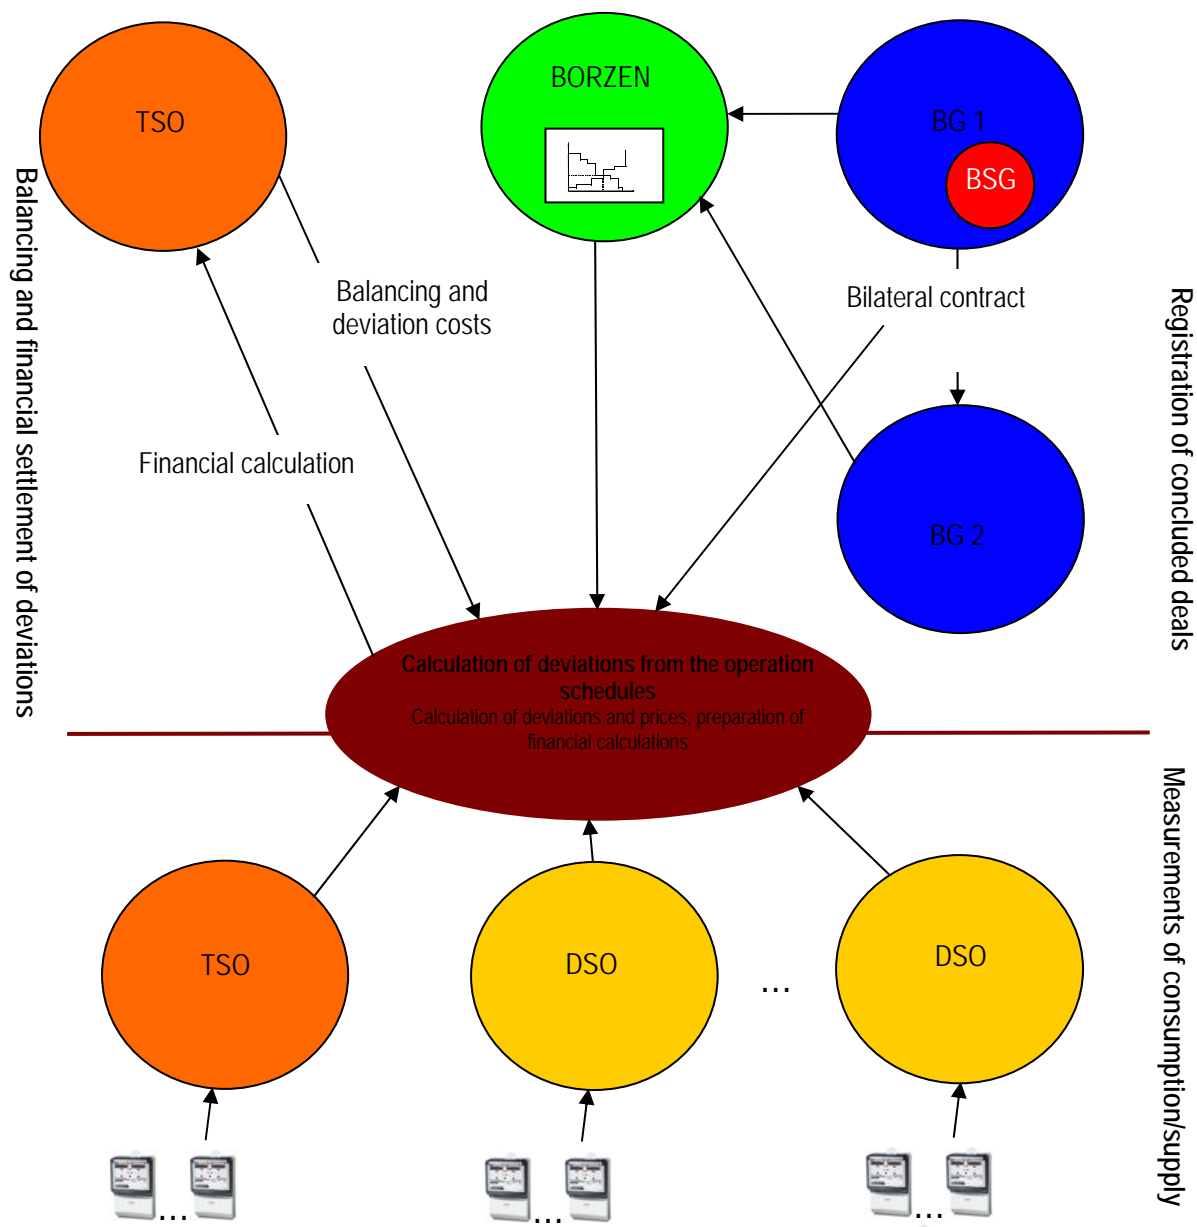 TSO
BORZEN
BG 1
BSG
Balancing and
deviation costs
Bilateral contract
Financial calculation
BG 2
Balancing and financial settlement of deviations
Registration of concluded deals
Calculation of deviations from the operation
schedules
Calculation of deviations and prices, preparation of
financial calculations
Measurements of consumption/supply
TSO
DSO
...
DSO
...
...
...